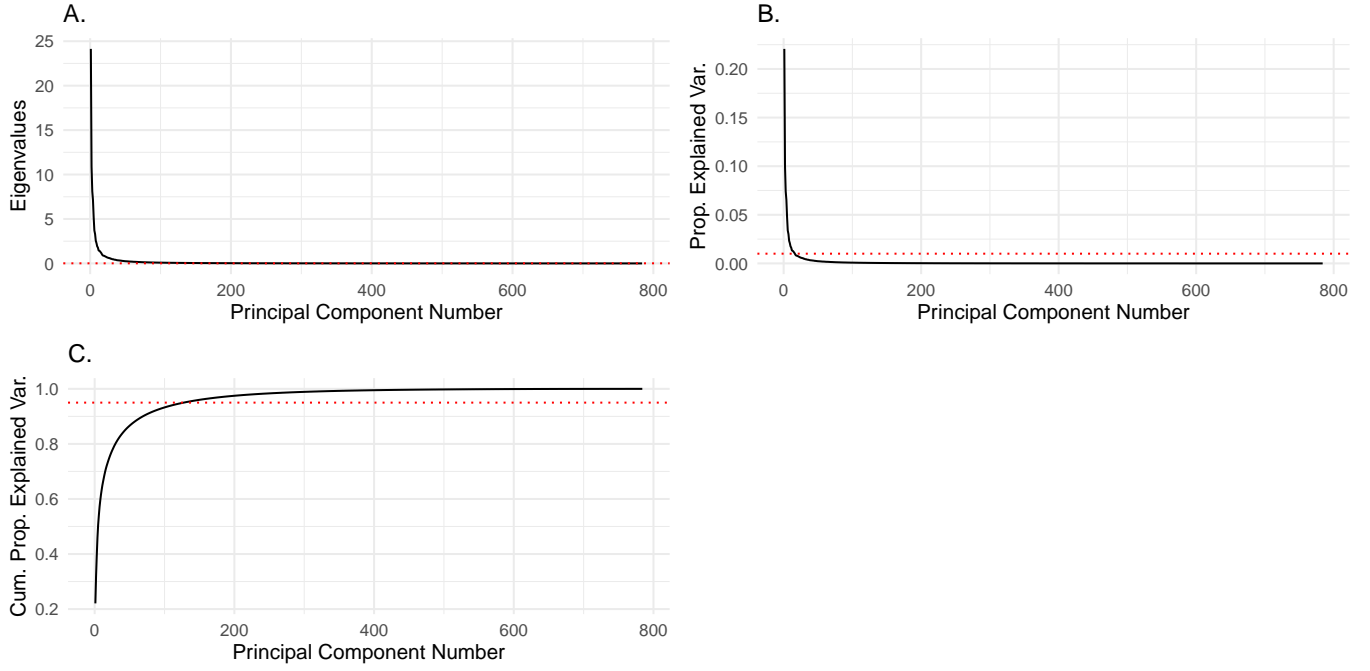 A.
25
20
15
10
5
0
Eigenvalues
0 200 400 600 800
Principal Component Number
B.
0.20
0.15
0.10
0.05
0.00
Prop. Explained Var.
0 200 400 600 800
Principal Component Number
C.
1.0
0.8
0.6
0.4
0.2
Cum. Prop. Explained Var.
0 200 400 600 800
Principal Component Number